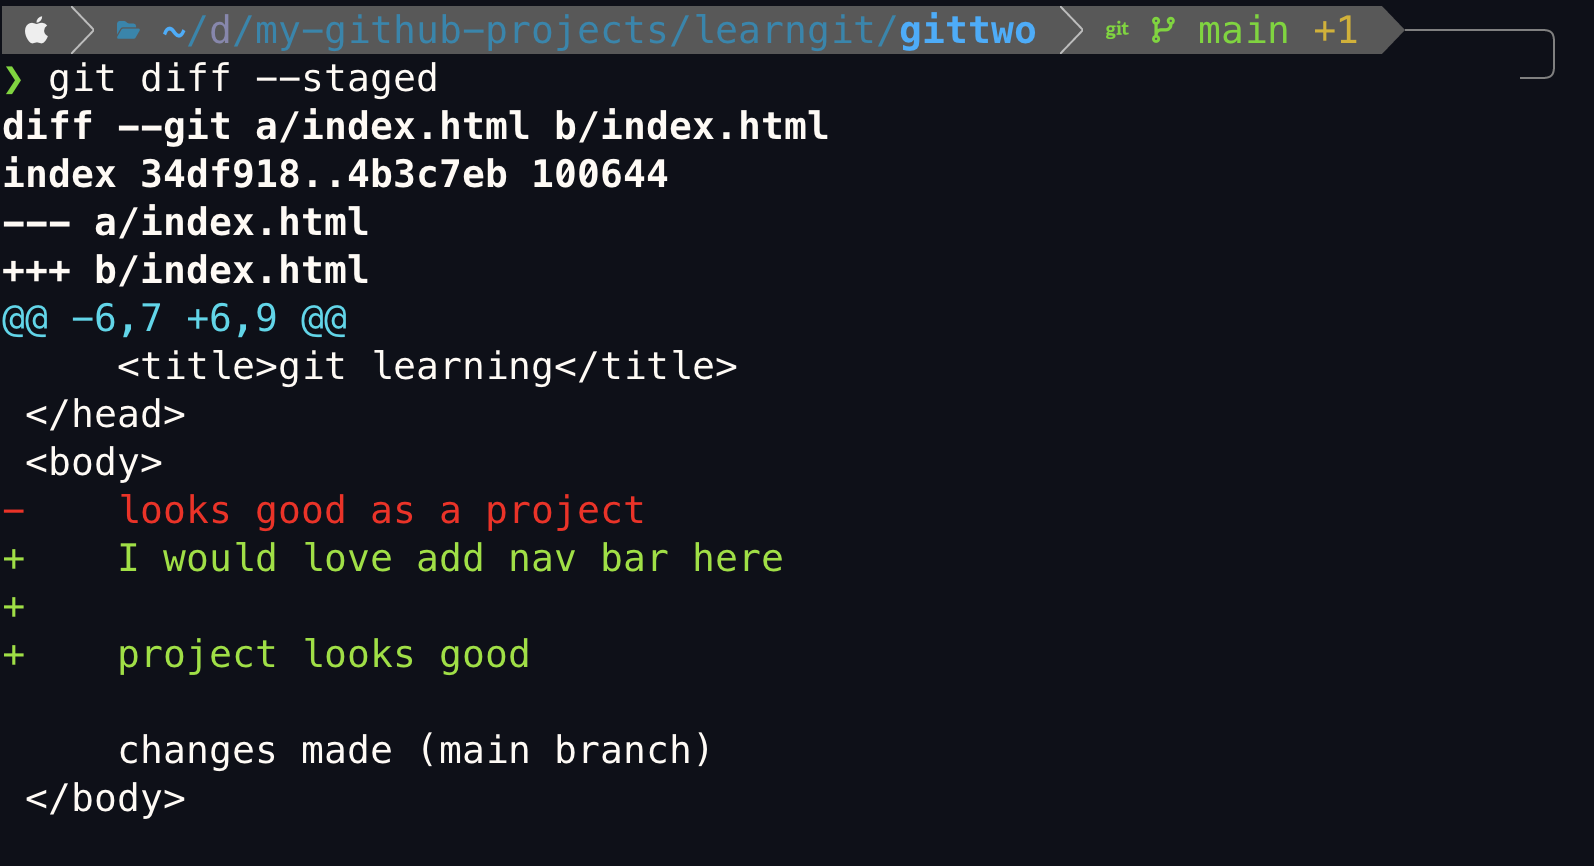 ~/d/my-github-projects/learngit/gittwo git main +1
❯ git diff --staged
diff --git a/index.html b/index.html
index 34df918..4b3c7eb 100644
--- a/index.html
+++ b/index.html
@@ -6,7 +6,9 @@
     <title>git learning</title>
 </head>
 <body>
-    looks good as a project
+    I would love add nav bar here
+
+    project looks good
     changes made (main branch)
 </body>